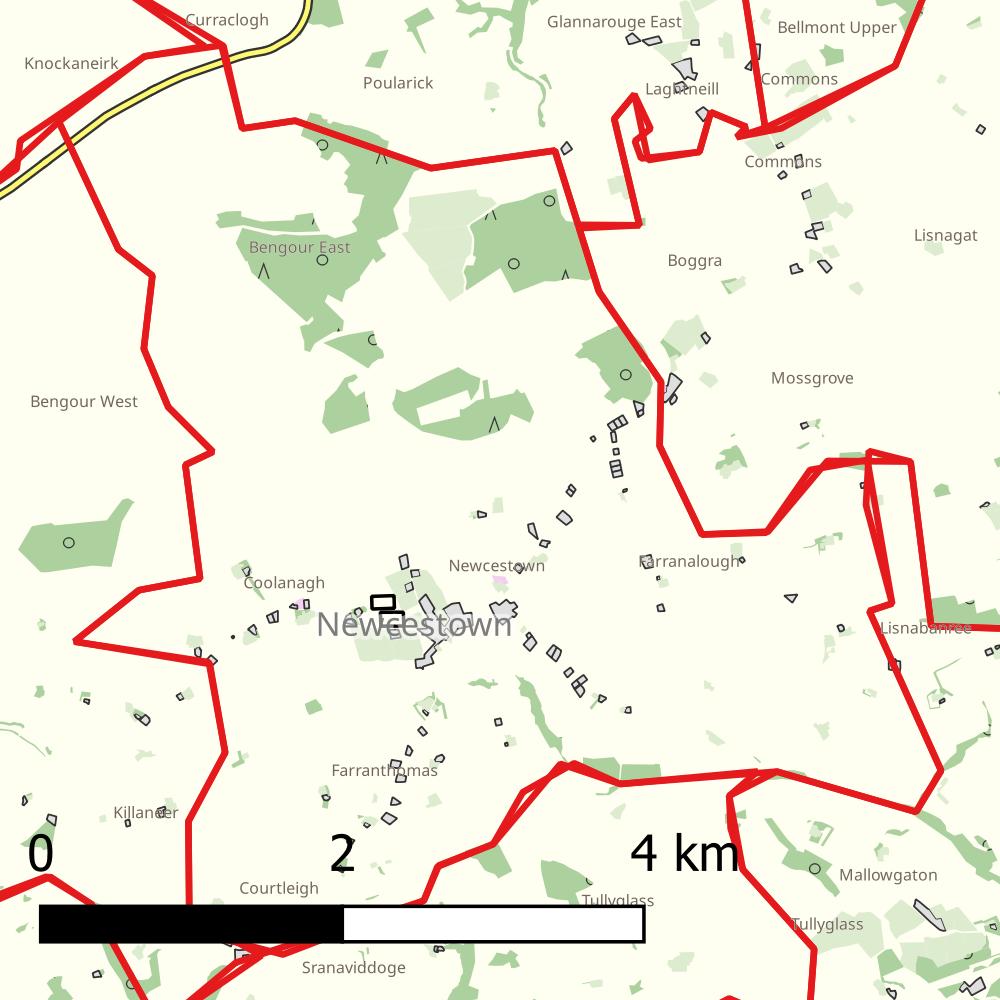 Curraclogh
Glannarouge East
Bellmont Upper
Knockaneirk
Poularick
Laghtneill
Commons
Commons
Lisnagat
Bengour East
Boggra
Mossgrove
Bengour West
Newcestown
Farranalough
Coolanagh
Newcestown
Lisnabanree
Farranthomas
Killaneer
0 2 4 km
Mallowgaton
Courtleigh
Tullyglass
Tullyglass
Sranaviddoge